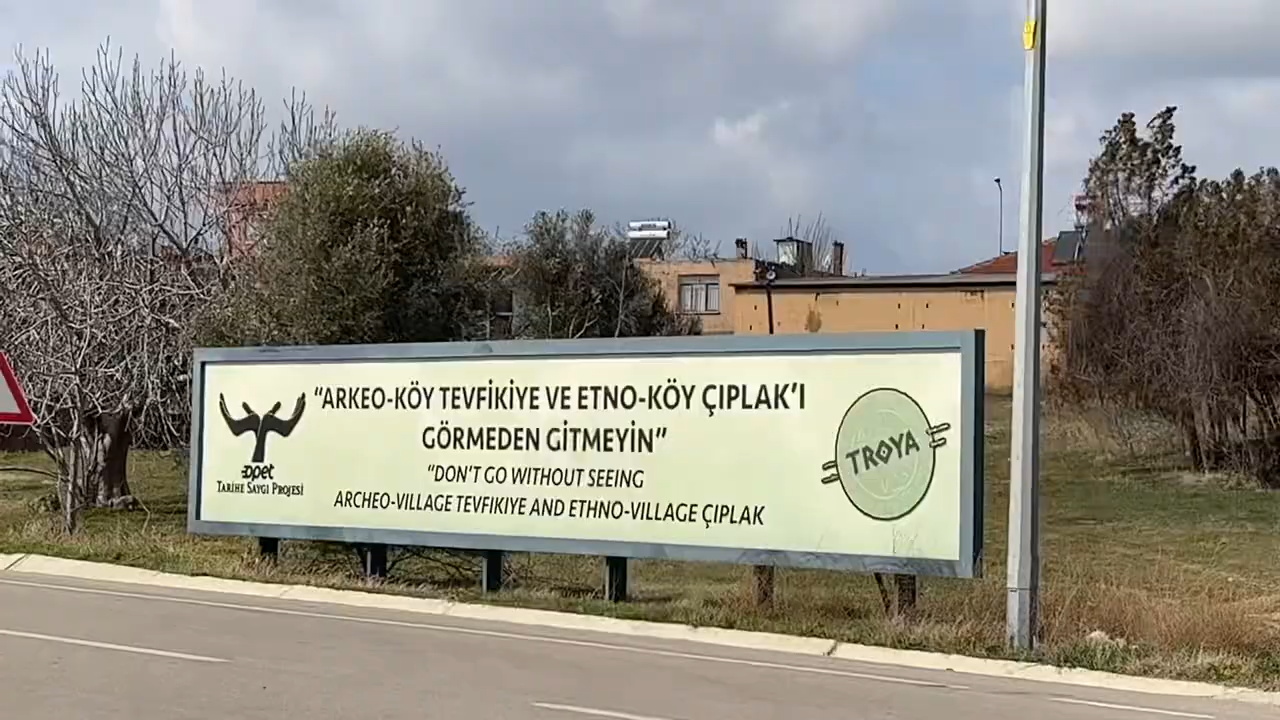 "ARKEO-KÖY TEVFİKİYE VE ETNO-KÖY ÇIPLAK'I
GÖRMEDEN GİTMEYİN"
"DON'T GO WITHOUT SEEING
ARCHEO-VILLAGE TEVFIKIYE AND ETHNO-VILLAGE ÇIPLAK
opet
TARİHE SAYGI PROJESİ
TROYA